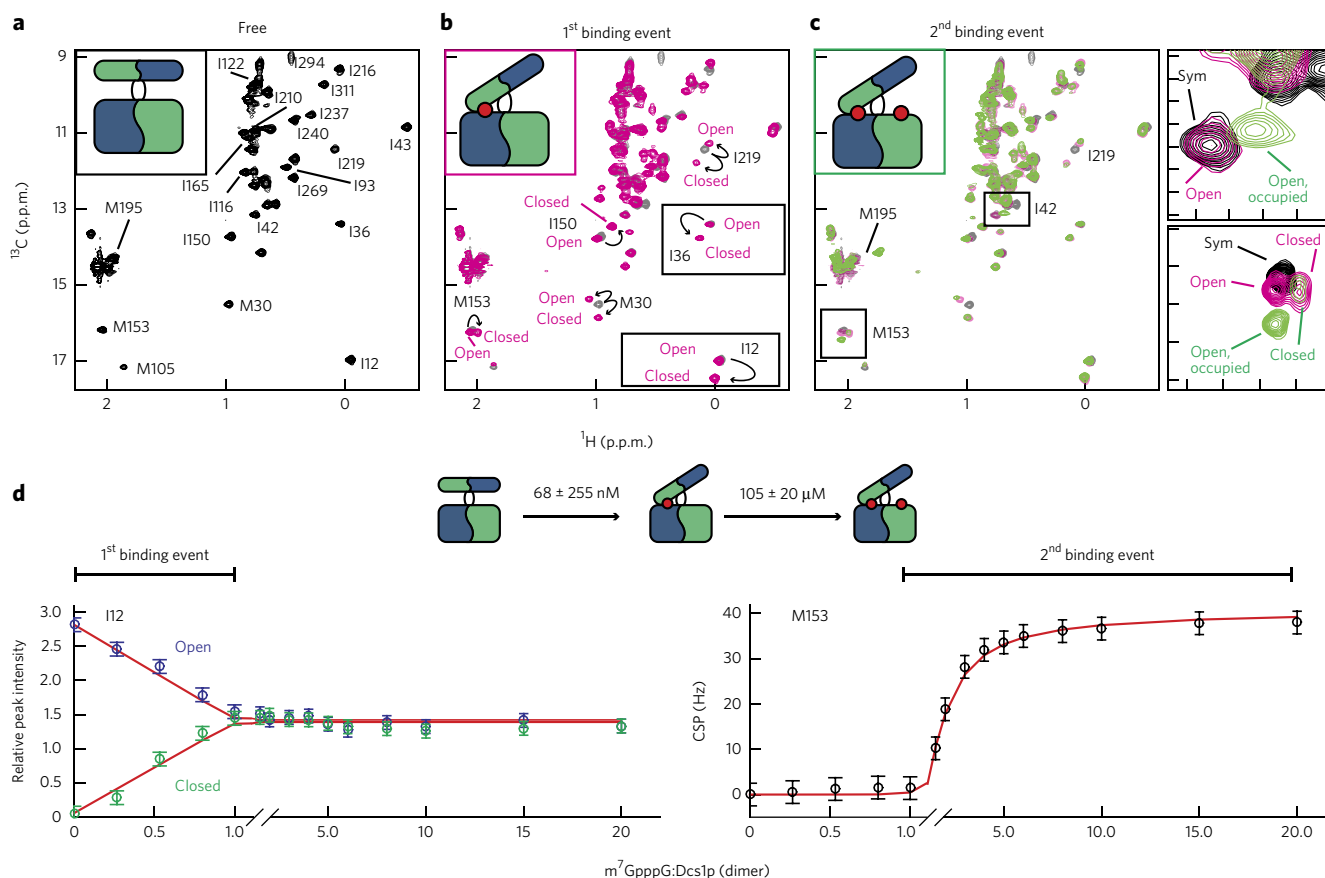 a
Free
9
11
13
15
17
¹³C (p.p.m.)
2
1
0
I122
I294
I216
I311
I210
I237
I240
I43
I219
I165
I93
I269
I116
M195
I42
I36
I150
M30
M153
M105
I12
b
1st binding event
Open
I219
Closed
Closed
I150
Open
Open
I36
Closed
Open
M30
Closed
M153
Closed
Open
Open
I12
Closed
2
1
0
¹H (p.p.m.)
c
2nd binding event
I219
M195
I42
M153
2
1
0
Sym
Open
Open,
occupied
Sym
Closed
Open
Open,
occupied
Closed
d
68 ± 255 nM
105 ± 20 μM
1st binding event
I12
Relative peak intensity
3.0
2.5
2.0
1.5
1.0
0.5
0
Open
Closed
0
0.5
1.0
5.0
10
15
20
2nd binding event
M153
CSP (Hz)
40
30
20
10
0
0
0.5
1.0
5.0
10.0
15.0
20.0
m⁷GpppG:Dcs1p (dimer)